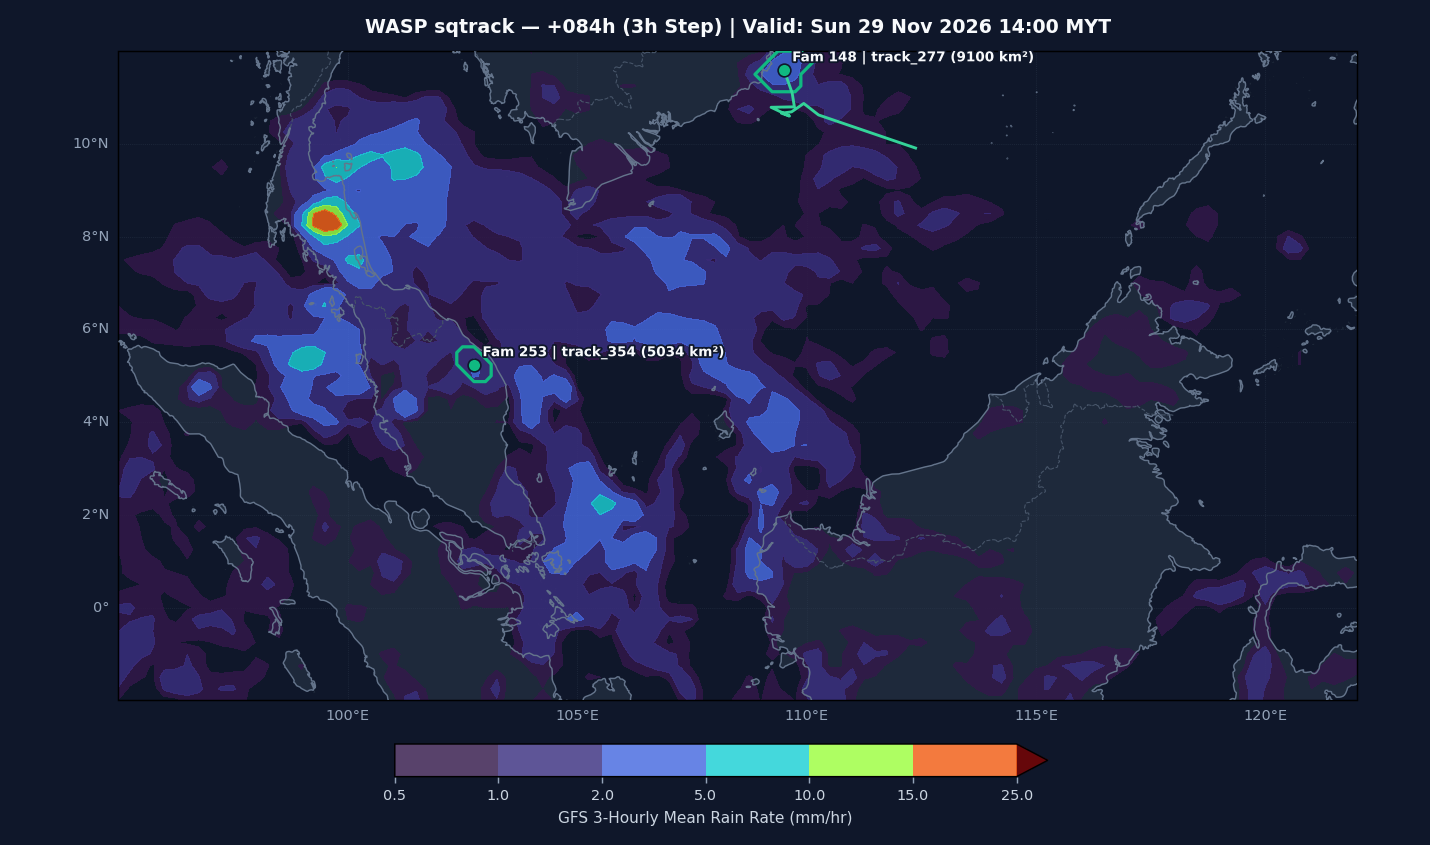 WASP sqtrack — +084h (3h Step) | Valid: Sun 29 Nov 2026 14:00 MYT
Fam 148 | track_277 (9100 km²)
10°N
8°N
6°N
Fam 253 | track_354 (5034 km²)
4°N
2°N
0°
100°E 105°E 110°E 115°E 120°E
0.5 1.0 2.0 5.0 10.0 15.0 25.0
GFS 3-Hourly Mean Rain Rate (mm/hr)